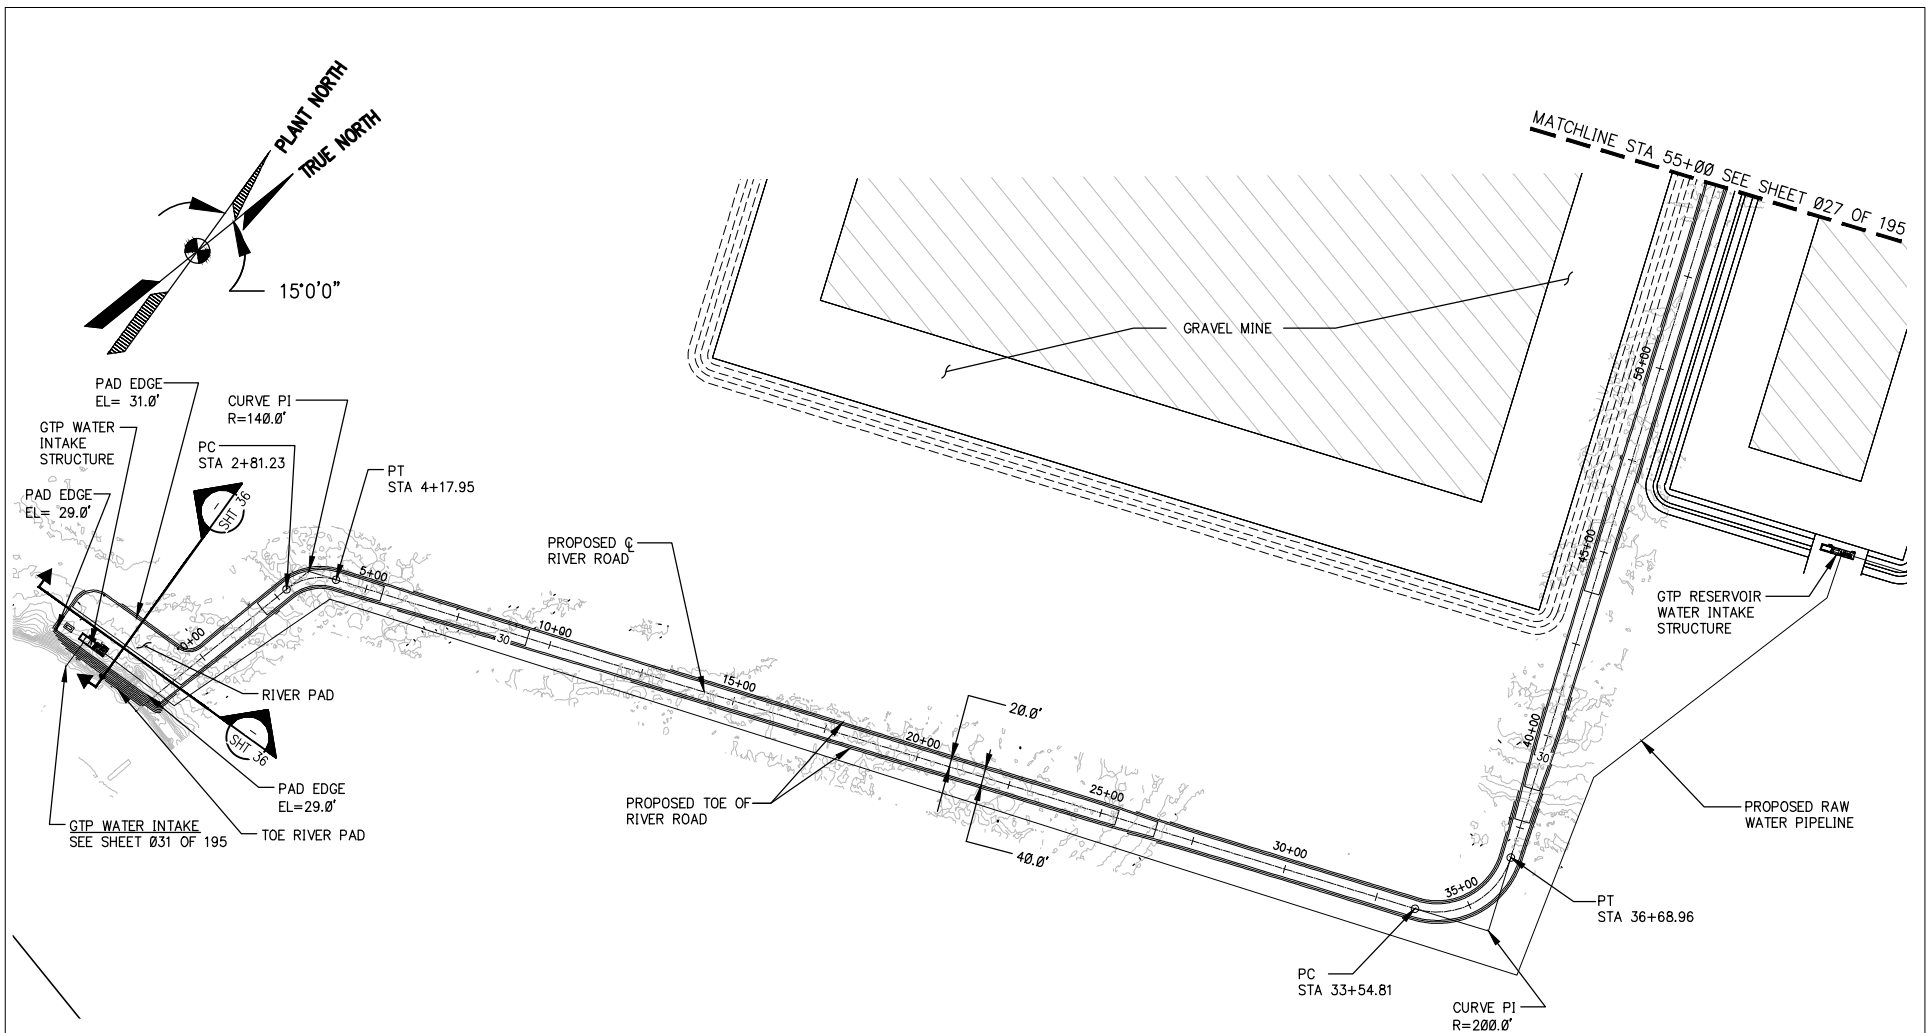 PLANT NORTH
TRUE NORTH
15°0'0"
MATCHLINE STA 55+00 SEE SHEET 027 OF 195
GRAVEL MINE
PAD EDGE
EL= 31.0'
CURVE PI
R=140.0'
GTP WATER
INTAKE
STRUCTURE
PC
STA 2+81.23
PT
STA 4+17.95
PAD EDGE
EL= 29.0'
SHT 36
PROPOSED ℄
RIVER ROAD
0+00
5+00
10+00
30
15+00
20+00
25+00
30+00
35+00
40+00
30
45+00
50+00
GTP RESERVOIR
WATER INTAKE
STRUCTURE
RIVER PAD
SHT 36
20.0'
40.0'
PAD EDGE
EL=29.0'
GTP WATER INTAKE
SEE SHEET 031 OF 195
TOE RIVER PAD
PROPOSED TOE OF
RIVER ROAD
PROPOSED RAW
WATER PIPELINE
PT
STA 36+68.96
PC
STA 33+54.81
CURVE PI
R=200.0'